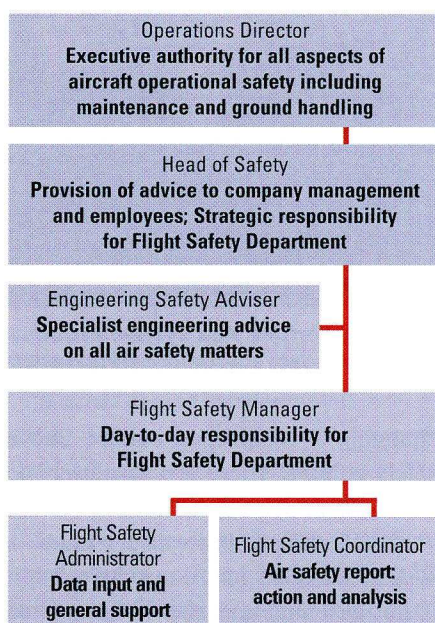 Operations Director
Executive authority for all aspects of
aircraft operational safety including
maintenance and ground handling
Head of Safety
Provision of advice to company management
and employees; Strategic responsibility
for Flight Safety Department
Engineering Safety Adviser
Specialist engineering advice
on all air safety matters
Flight Safety Manager
Day-to-day responsibility for
Flight Safety Department
Flight Safety
Administrator
Data input and
general support
Flight Safety Coordinator
Air safety report:
action and analysis